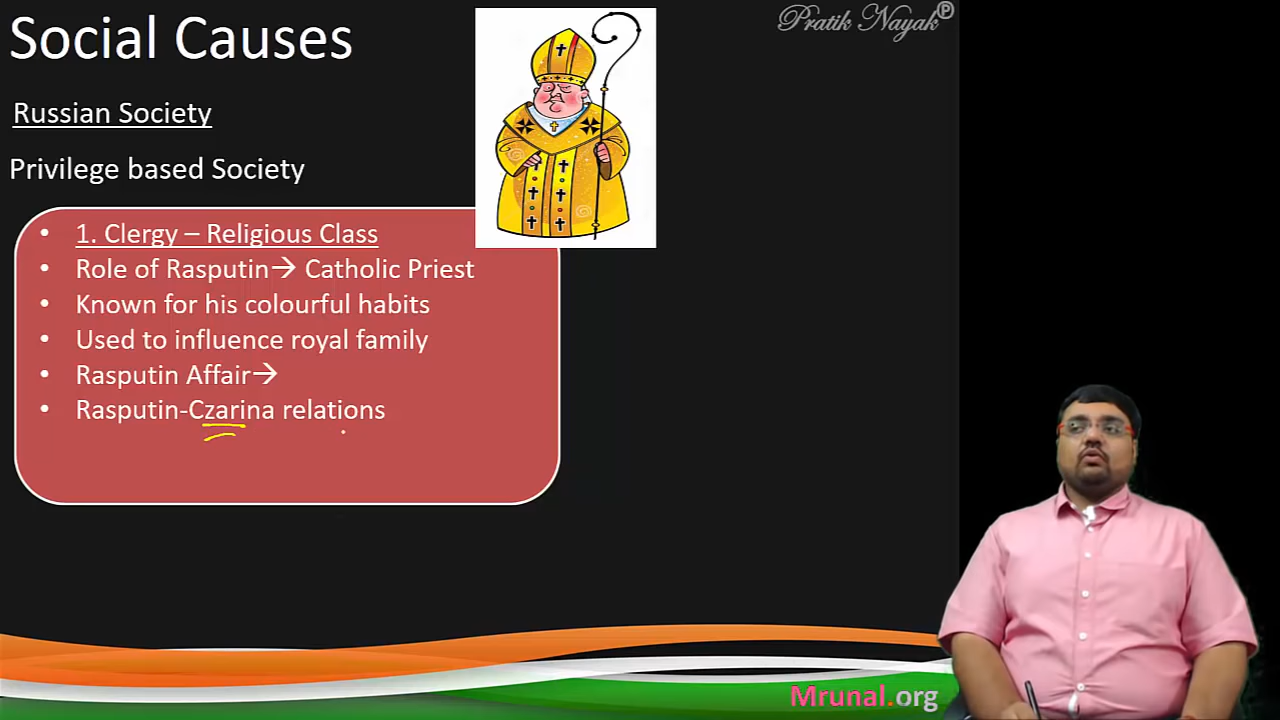 Social Causes
Pratik Nayak
Russian Society
Privilege based Society
• 1. Clergy – Religious Class
• Role of Rasputin→ Catholic Priest
• Known for his colourful habits
• Used to influence royal family
• Rasputin Affair→
• Rasputin-Czarina relations
Mrunal.org